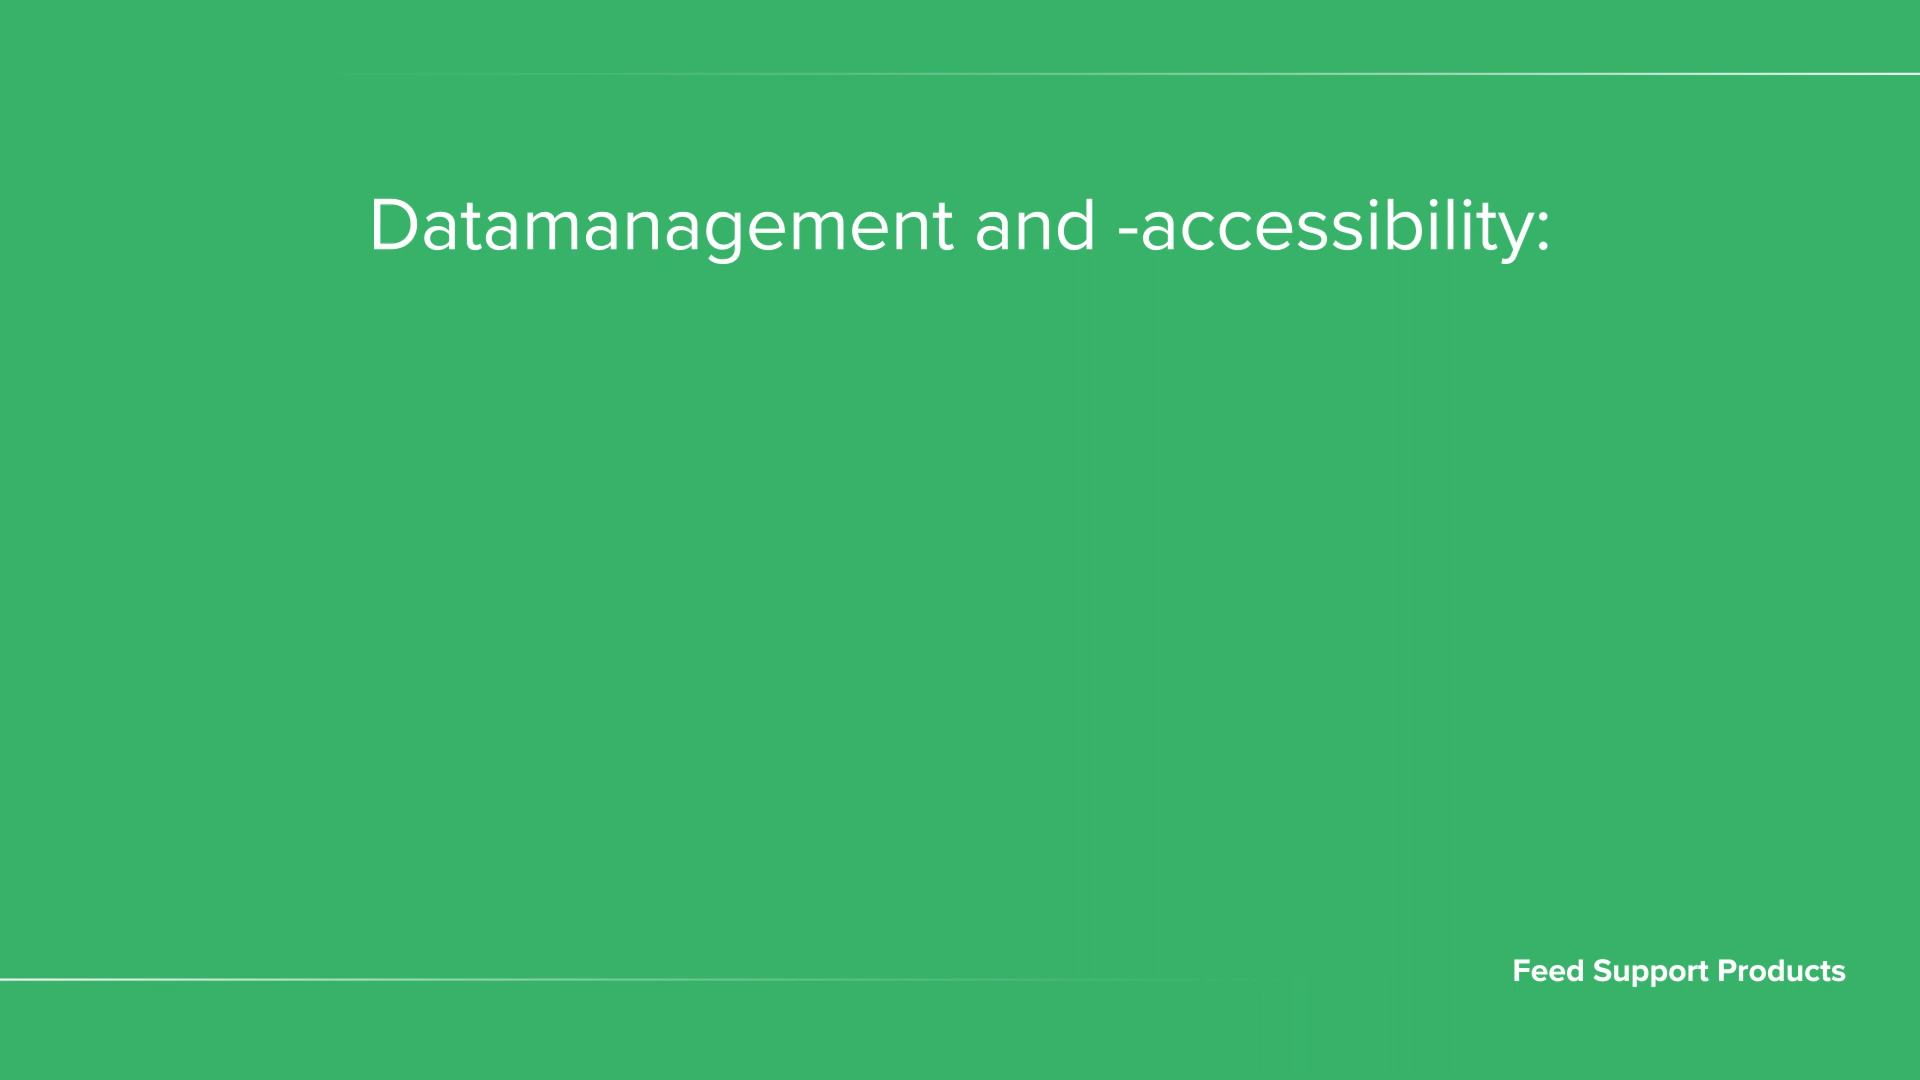 Datamanagement and -accessibility:
Feed Support Products